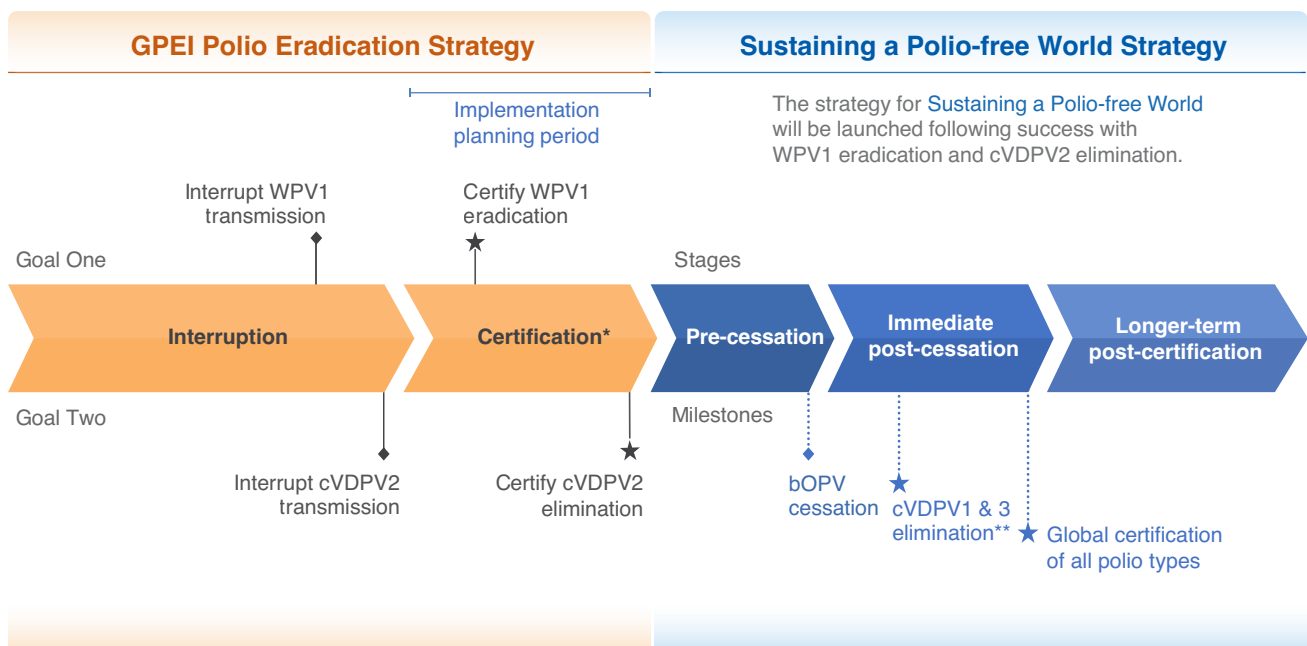 GPEI Polio Eradication Strategy
Sustaining a Polio-free World Strategy
Implementation
planning period
The strategy for Sustaining a Polio-free World
will be launched following success with
WPV1 eradication and cVDPV2 elimination.
Interrupt WPV1
transmission
Certify WPV1
eradication
Goal One
Stages
Interruption
Certification*
Pre-cessation
Immediate
post-cessation
Longer-term
post-certification
Goal Two
Milestones
Interrupt cVDPV2
transmission
Certify cVDPV2
elimination
bOPV
cessation
cVDPV1 & 3
elimination**
Global certification
of all polio types